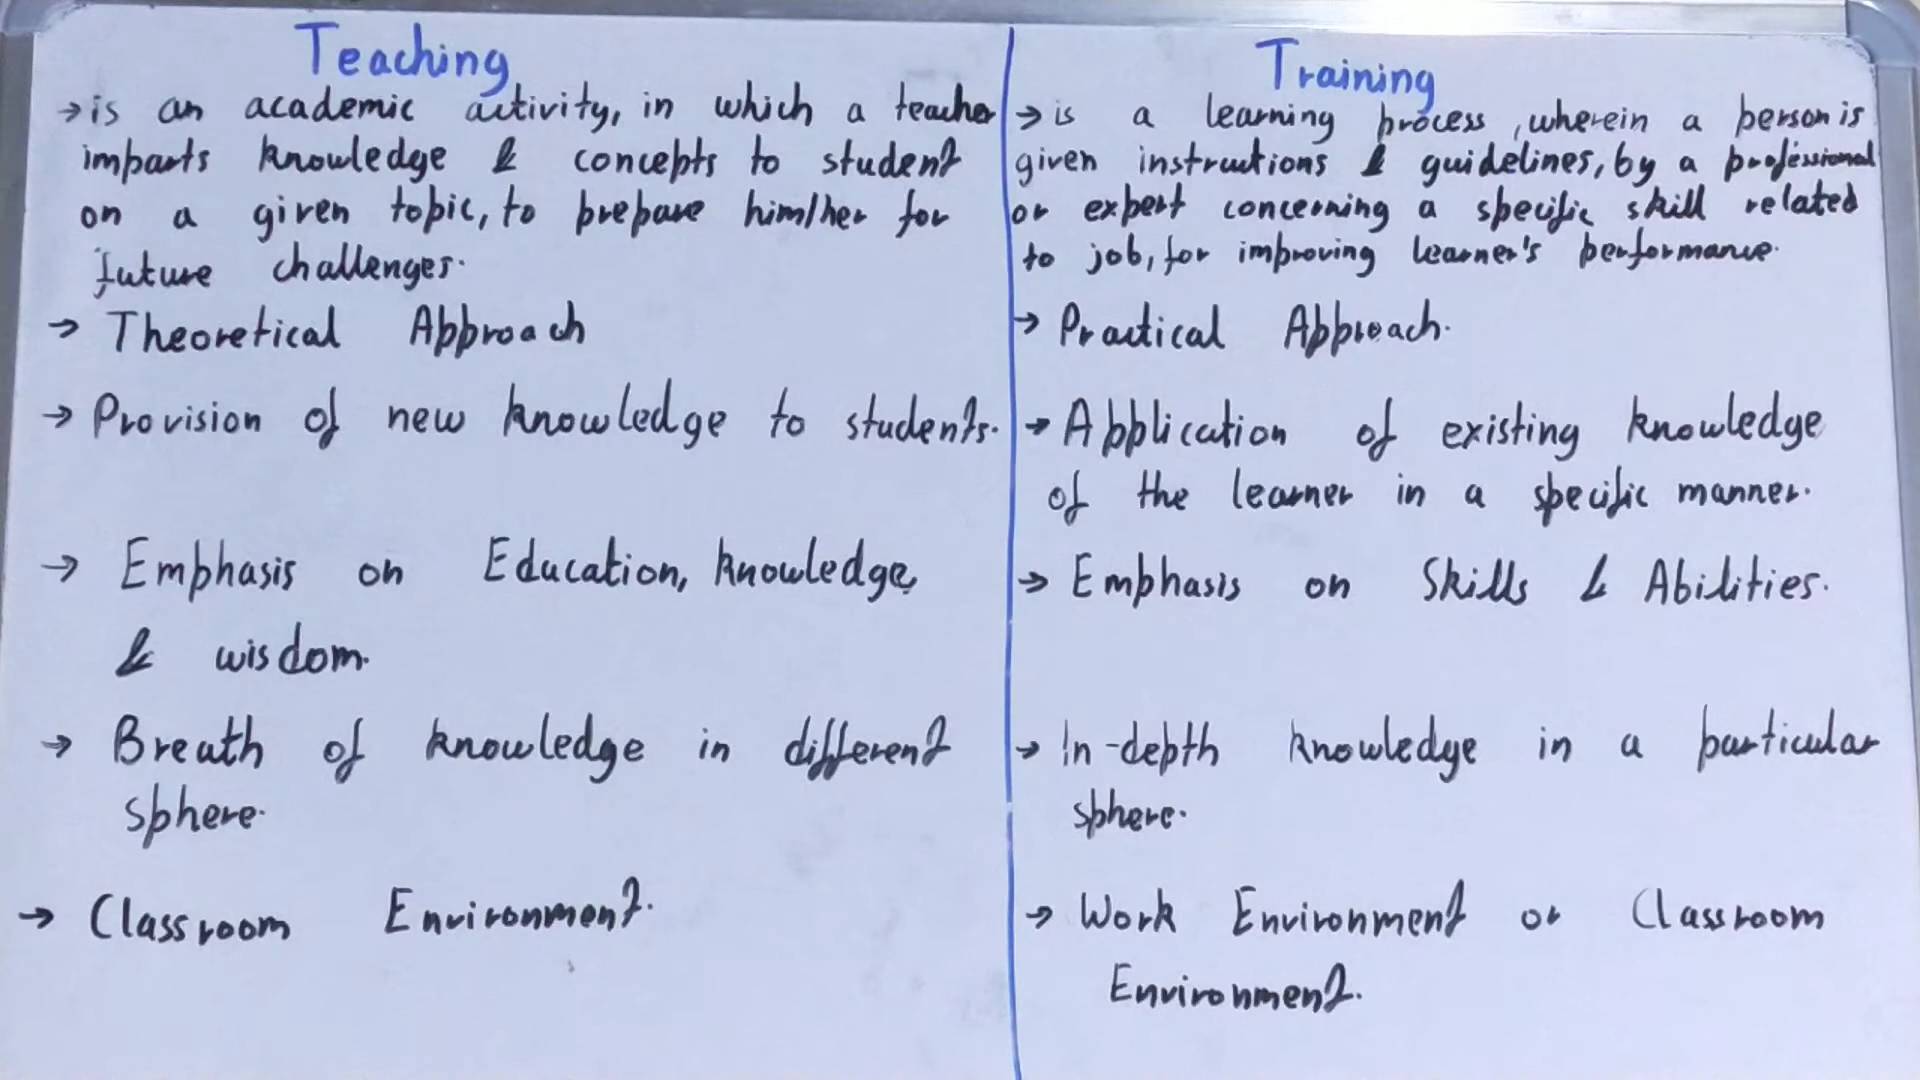 Teaching
→ is an academic activity, in which a teacher
imparts knowledge & concepts to student
on a given topic, to prepare him/her for
future challenges.
→ Theoretical Approach
→ Provision of new knowledge to students.
→ Emphasis on Education, knowledge
& wisdom.
→ Breath of knowledge in different
sphere.
→ Classroom Environment.
Training
→ is a learning process, wherein a person is
given instructions & guidelines, by a professional
or expert concerning a specific skill related
to job, for improving learner's performance.
→ Practical Approach.
→ Application of existing knowledge
of the learner in a specific manner.
→ Emphasis on Skills & Abilities.
→ In-depth knowledge in a particular
sphere.
→ Work Environment or Classroom
Environment.